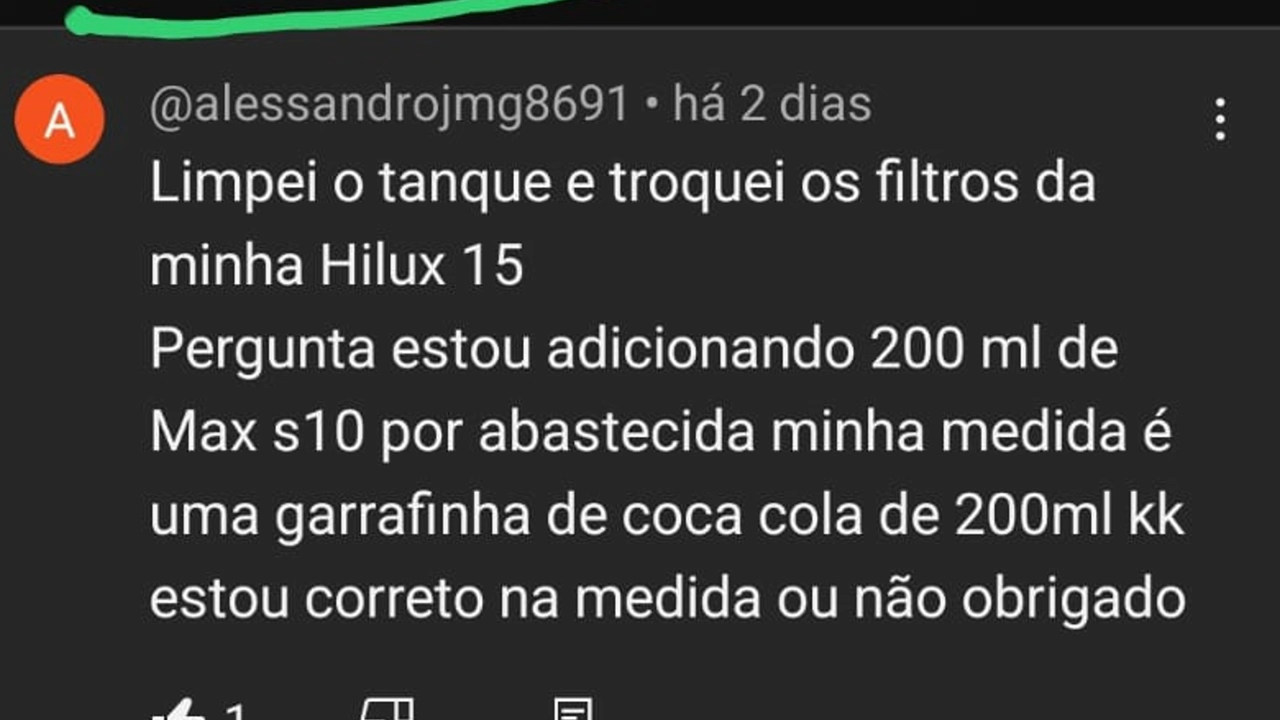 A
@alessandrojmg8691 • há 2 dias
Limpei o tanque e troquei os filtros da
minha Hilux 15
Pergunta estou adicionando 200 ml de
Max s10 por abastecida minha medida é
uma garrafinha de coca cola de 200ml kk
estou correto na medida ou não obrigado
1